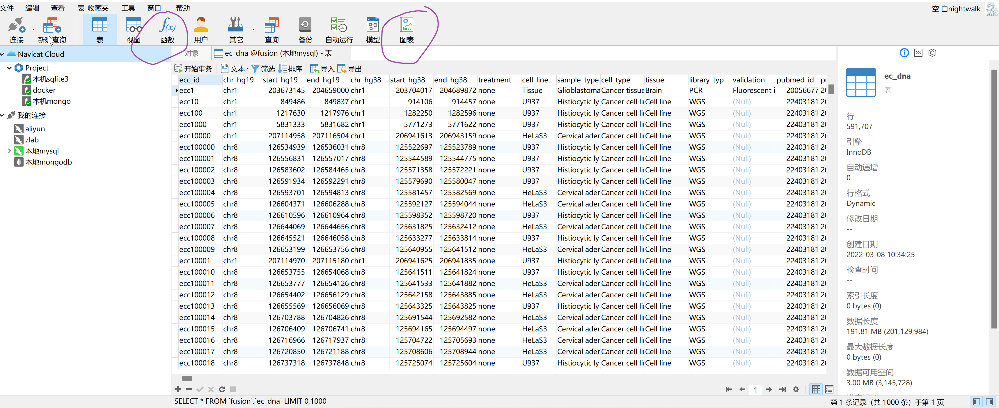 文件 编辑 查看 表 收藏夹 工具 窗口 帮助 空 白nightwalk
连接 新建查询 表 视图 函数 用户 其它 查询 备份 自动运行 模型 图表
Navicat Cloud
Project
本机sqlite3
docker
本机mongo
我的连接
aliyun
zlab
本地mysql
本地mongodb
对象 ec_dna @fusion (本地mysql) - 表
开始事务 文本 筛选 排序 导入 导出
ecc_id chr_hg19 start_hg19 end_hg19 chr_hg38 start_hg38 end_hg38 treatment cell_line sample_type cell_type tissue library_typ validation pubmed_id
ecc1 chr1 203673145 204659000 chr1 203704017 204689872 none Tissue Glioblastoma Cancer tissue Brain PCR Fluorescent i 20056677
ecc10 chr1 849486 849837 chr1 914106 914457 none U937 Histiocytic ly Cancer cell li Cell line WGS (Null) 22403181
ecc100 chr1 1217630 1217976 chr1 1282250 1282596 none U937 Histiocytic ly Cancer cell li Cell line WGS (Null) 22403181
ecc1000 chr1 5831333 5831682 chr1 5771273 5771622 none U937 Histiocytic ly Cancer cell li Cell line WGS (Null) 22403181
ecc10000 chr1 207114958 207116504 chr1 206941613 206943159 none HeLaS3 Cervical ader Cancer cell li Cell line WGS (Null) 22403181
ecc100000 chr8 126534939 126536031 chr8 125522697 125523789 none U937 Histiocytic ly Cancer cell li Cell line WGS (Null) 22403181
ecc100001 chr8 126556831 126557017 chr8 125544589 125544775 none U937 Histiocytic ly Cancer cell li Cell line WGS (Null) 22403181
ecc100002 chr8 126583602 126584465 chr8 125571358 125572221 none U937 Histiocytic ly Cancer cell li Cell line WGS (Null) 22403181
ecc100003 chr8 126591934 126592291 chr8 125579690 125580047 none U937 Histiocytic ly Cancer cell li Cell line WGS (Null) 22403181
ecc100004 chr8 126593701 126594813 chr8 125581457 125582569 none HeLaS3 Cervical ader Cancer cell li Cell line WGS (Null) 22403181
ecc100005 chr8 126604371 126606288 chr8 125592127 125594044 none HeLaS3 Cervical ader Cancer cell li Cell line WGS (Null) 22403181
ecc100006 chr8 126610596 126610964 chr8 125598352 125598720 none U937 Histiocytic ly Cancer cell li Cell line WGS (Null) 22403181
ecc100007 chr8 126644069 126644656 chr8 125631825 125632412 none HeLaS3 Cervical ader Cancer cell li Cell line WGS (Null) 22403181
ecc100008 chr8 126645521 126646058 chr8 125633277 125633814 none U937 Histiocytic ly Cancer cell li Cell line WGS (Null) 22403181
ecc100009 chr8 126653199 126653756 chr8 125640955 125641512 none HeLaS3 Cervical ader Cancer cell li Cell line WGS (Null) 22403181
ecc10001 chr1 207114970 207115180 chr1 206941625 206941835 none U937 Histiocytic ly Cancer cell li Cell line WGS (Null) 22403181
ecc100010 chr8 126653755 126654068 chr8 125641511 125641824 none U937 Histiocytic ly Cancer cell li Cell line WGS (Null) 22403181
ecc100011 chr8 126653777 126654126 chr8 125641533 125641882 none HeLaS3 Cervical ader Cancer cell li Cell line WGS (Null) 22403181
ecc100012 chr8 126654402 126656129 chr8 125642158 125643885 none HeLaS3 Cervical ader Cancer cell li Cell line WGS (Null) 22403181
ecc100013 chr8 126655569 126656069 chr8 125643325 125643825 none U937 Histiocytic ly Cancer cell li Cell line WGS (Null) 22403181
ecc100014 chr8 126703788 126704826 chr8 125691544 125692582 none HeLaS3 Cervical ader Cancer cell li Cell line WGS (Null) 22403181
ecc100015 chr8 126706409 126706741 chr8 125694165 125694497 none HeLaS3 Cervical ader Cancer cell li Cell line WGS (Null) 22403181
ecc100016 chr8 126716966 126717937 chr8 125704722 125705693 none HeLaS3 Cervical ader Cancer cell li Cell line WGS (Null) 22403181
ecc100017 chr8 126720850 126721188 chr8 125708606 125708944 none HeLaS3 Cervical ader Cancer cell li Cell line WGS (Null) 22403181
ecc100018 chr8 126737318 126737848 chr8 125725074 125725604 none U937 Histiocytic ly Cancer cell li Cell line WGS (Null) 22403181
1
SELECT * FROM `fusion`.`ec_dna` LIMIT 0,1000
第 1 条记录 (共 1000 条) 于第 1 页
DDL
ec_dna
表
行
591,707
引擎
InnoDB
自动递增
0
行格式
Dynamic
修改日期
--
创建日期
2022-03-08 10:34:25
检查时间
--
索引长度
0 bytes (0)
数据长度
191.81 MB (201,129,984)
最大数据长度
0 bytes (0)
数据可用空间
3.00 MB (3,145,728)